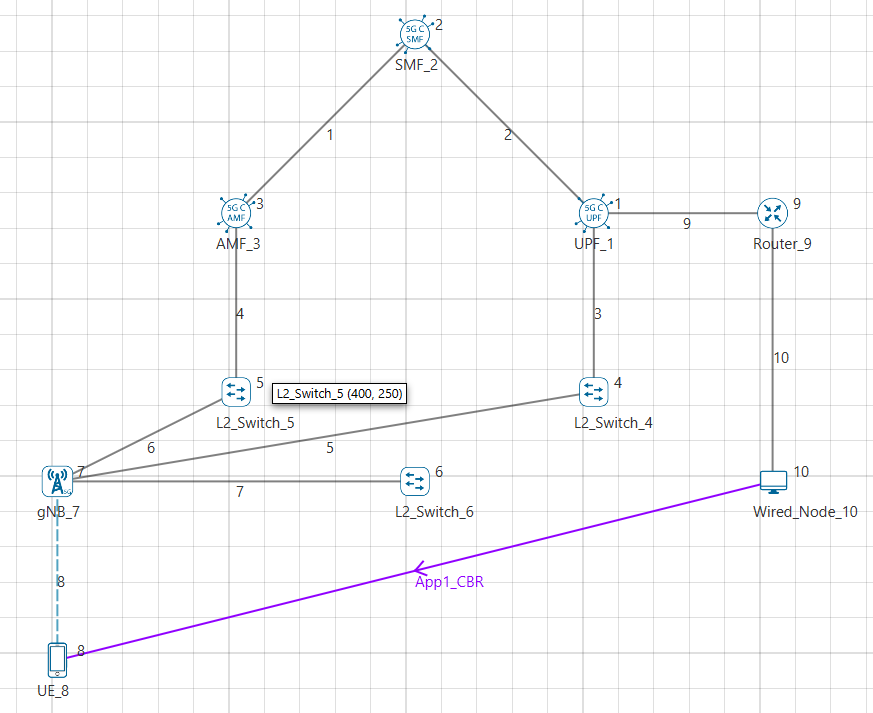 5G C
SMF
2
SMF_2
1
2
5G C
AMF
3
AMF_3
5G C
UPF
1
UPF_1
9
9
Router_9
4
3
10
5
L2_Switch_5
L2_Switch_5 (400, 250)
4
L2_Switch_4
6
5
7
5G
gNB_7
7
6
L2_Switch_6
10
Wired_Node_10
8
App1_CBR
8
UE_8